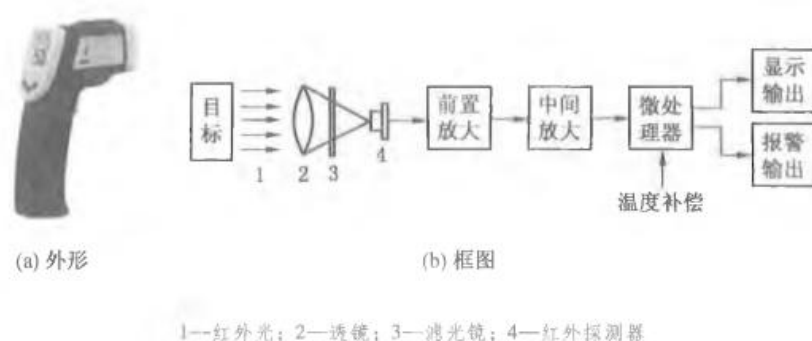 目标
1
2
3
4
前置放大
中间放大
微处理器
温度补偿
显示输出
报警输出
(a) 外形
(b) 框图
1--红外光；2—透镜；3—滤光镜；4—红外探测器